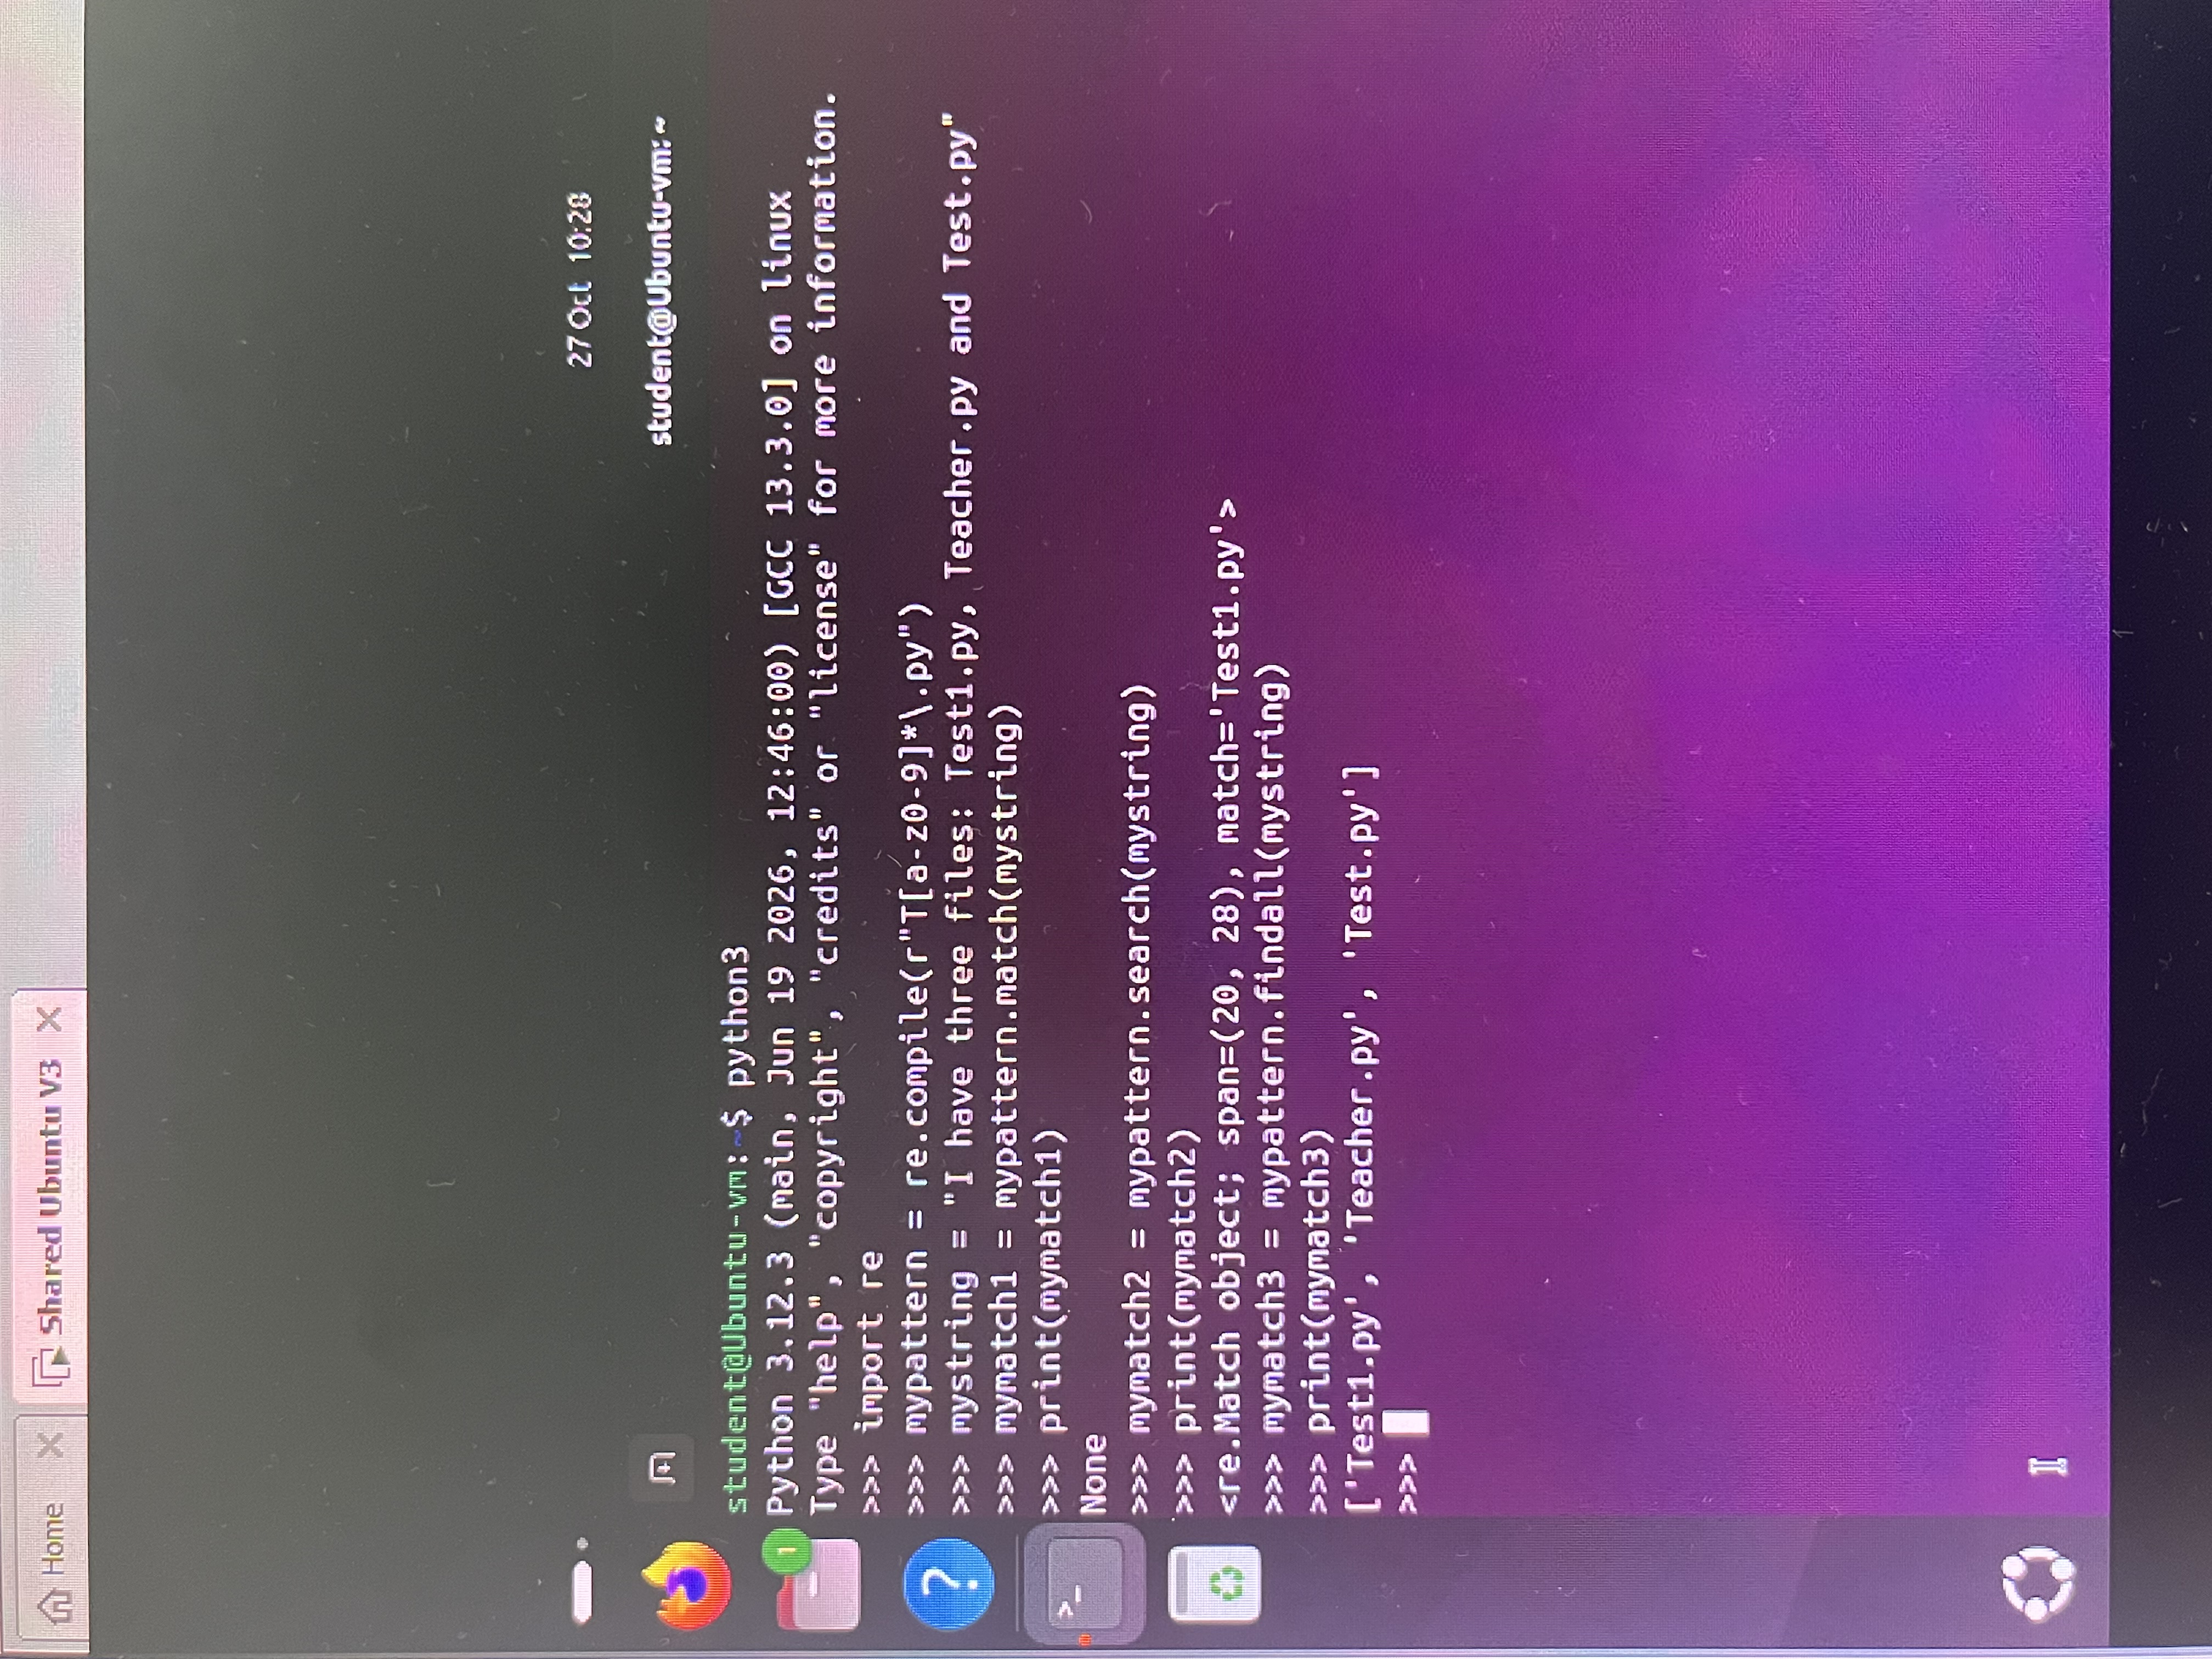 Home
Shared Ubuntu V3
27 Oct 10:28
student@Ubuntu-vm: ~
student@Ubuntu-vm:~$ python3
1
Python 3.12.3 (main, Jun 19 2026, 12:46:00) [GCC 13.3.0] on linux
Type "help", "copyright", "credits" or "license" for more information.
>>> import re
>>> mypattern = re.compile(r"T[a-z0-9]*\.py")
>>> mystring = "I have three files: Test1.py, Teacher.py and Test.py"
>>> mymatch1 = mypattern.match(mystring)
>>> print(mymatch1)
None
>>> mymatch2 = mypattern.search(mystring)
>>> print(mymatch2)
<re.Match object; span=(20, 28), match='Test1.py'>
>>> mymatch3 = mypattern.findall(mystring)
>>> print(mymatch3)
['Test1.py', 'Teacher.py', 'Test.py']
>>>